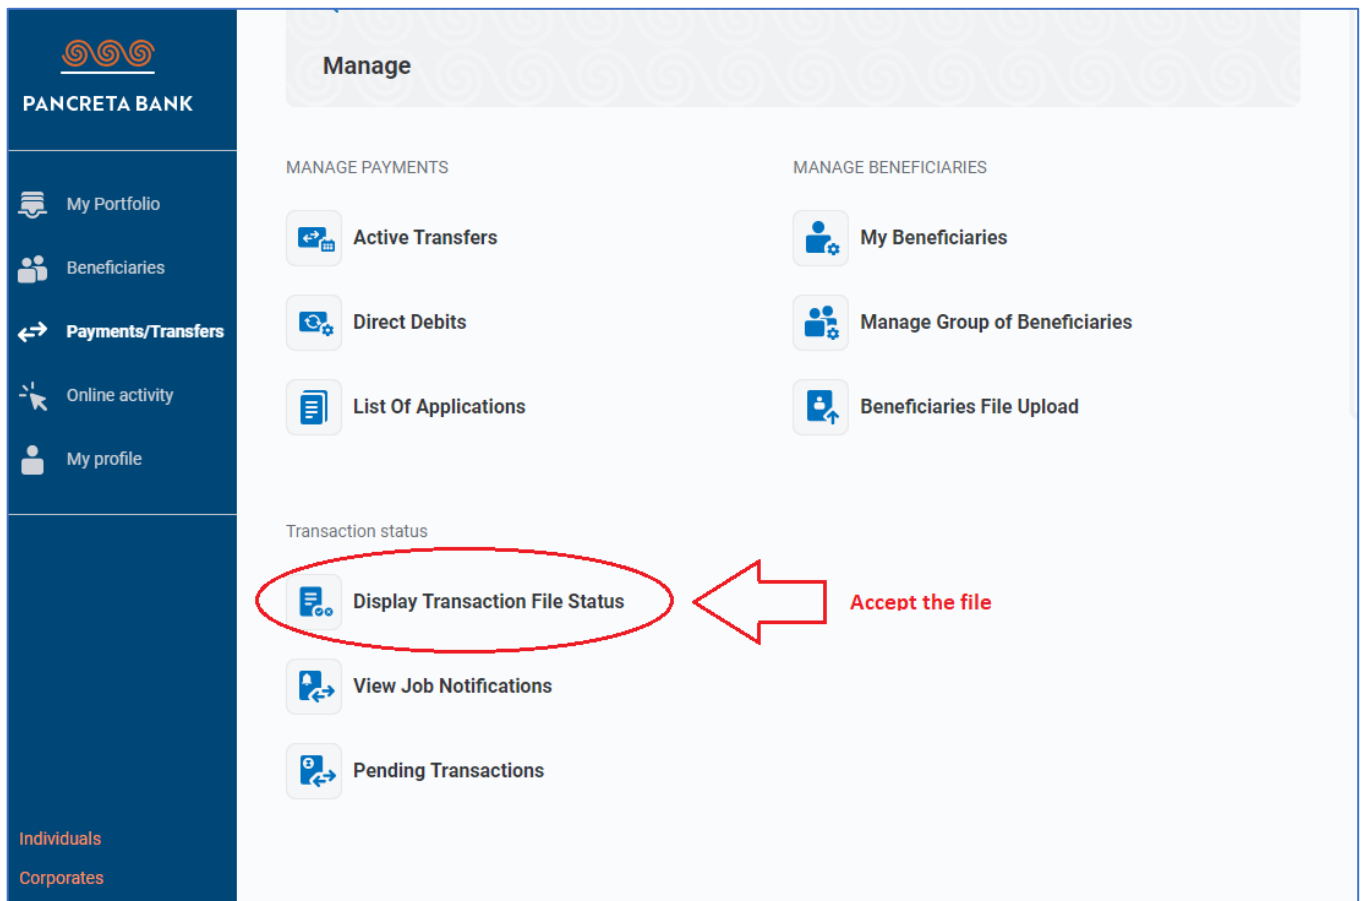 PANCRETA BANK
My Portfolio
Beneficiaries
Payments/Transfers
Online activity
My profile
Individuals
Corporates
Manage
MANAGE PAYMENTS
Active Transfers
Direct Debits
List Of Applications
MANAGE BENEFICIARIES
My Beneficiaries
Manage Group of Beneficiaries
Beneficiaries File Upload
Transaction status
Display Transaction File Status
Accept the file
View Job Notifications
Pending Transactions